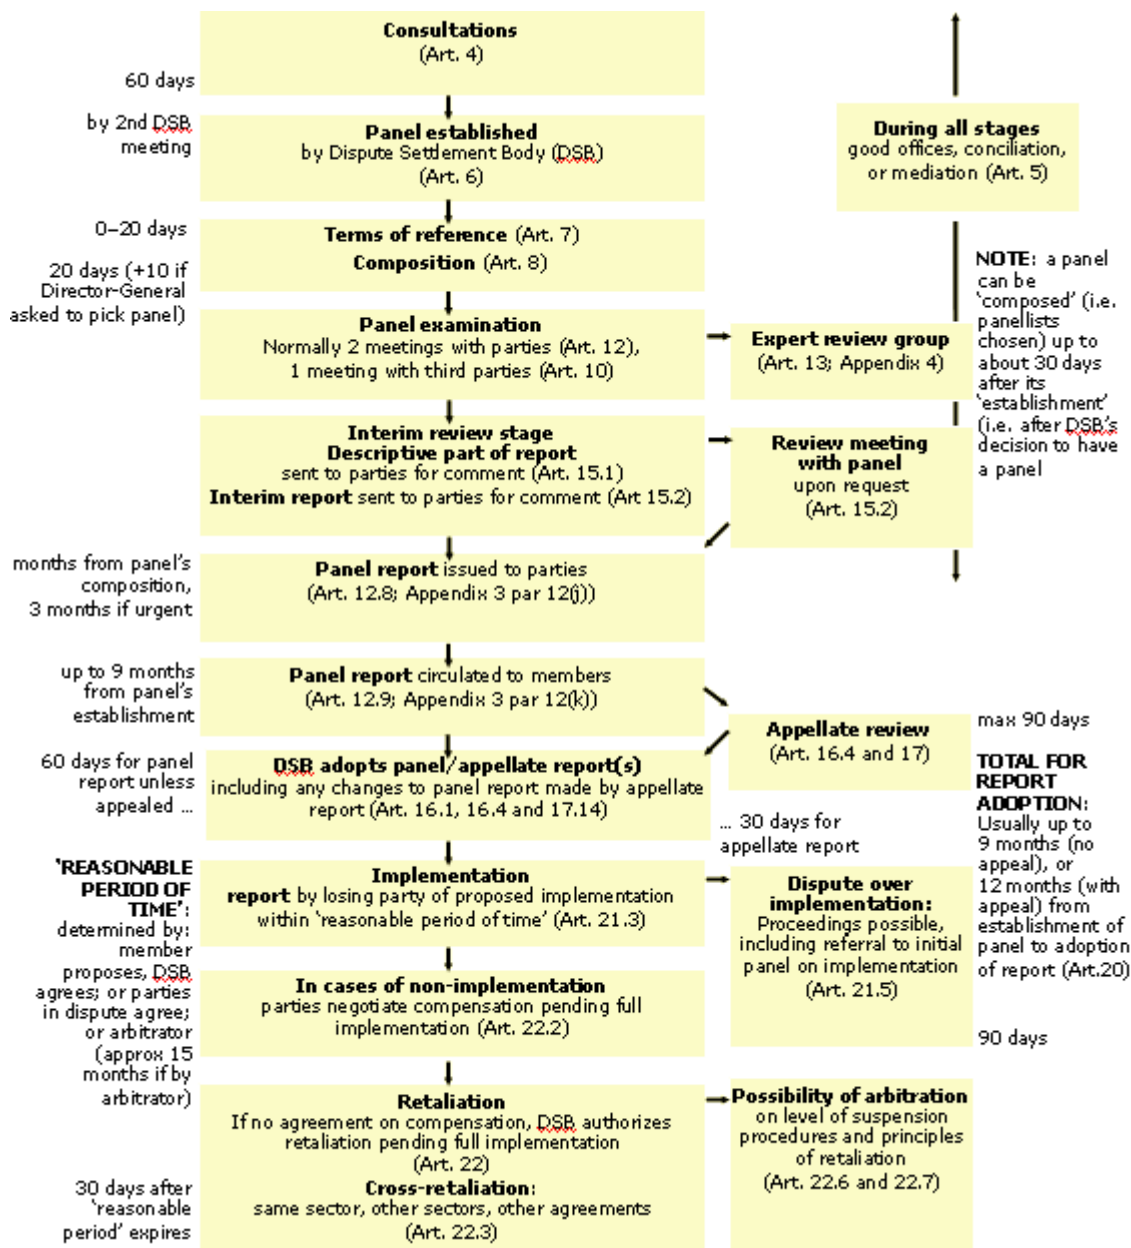 Consultations
(Art. 4)
60 days
by 2nd DSB
meeting
Panel established
by Dispute Settlement Body (DSB)
(Art. 6)
During all stages
good offices, conciliation,
or mediation (Art. 5)
0–20 days
20 days (+10 if
Director-General
asked to pick panel)
Terms of reference (Art. 7)
Composition (Art. 8)
NOTE: a panel
can be
‘composed’ (i.e.
panellists
chosen) up to
about 30 days
after its
‘establishment’
(i.e. after DSB’s
decision to have
a panel
Panel examination
Normally 2 meetings with parties (Art. 12),
1 meeting with third parties (Art. 10)
Expert review group
(Art. 13; Appendix 4)
Interim review stage
Descriptive part of report
sent to parties for comment (Art. 15.1)
Interim report sent to parties for comment (Art 15.2)
Review meeting
with panel
upon request
(Art. 15.2)
months from panel’s
composition,
3 months if urgent
Panel report issued to parties
(Art. 12.8; Appendix 3 par 12(j))
up to 9 months
from panel’s
establishment
Panel report circulated to members
(Art. 12.9; Appendix 3 par 12(k))
Appellate review
(Art. 16.4 and 17)
max 90 days
60 days for panel
report unless
appealed …
DSB adopts panel/appellate report(s)
including any changes to panel report made by appellate
report (Art. 16.1, 16.4 and 17.14)
… 30 days for
appellate report
TOTAL FOR
REPORT
ADOPTION:
Usually up to
9 months (no
appeal), or
12 months (with
appeal) from
establishment of
panel to adoption
of report (Art.20)
‘REASONABLE
PERIOD OF
TIME’:
determined by:
member
proposes, DSB
agrees; or parties
in dispute agree;
or arbitrator
(approx 15
months if by
arbitrator)
Implementation
report by losing party of proposed implementation
within ‘reasonable period of time’ (Art. 21.3)
Dispute over
implementation:
Proceedings possible,
including referral to initial
panel on implementation
(Art. 21.5)
90 days
In cases of non-implementation
parties negotiate compensation pending full
implementation (Art. 22.2)
Retaliation
If no agreement on compensation, DSB authorizes
retaliation pending full implementation
(Art. 22)
Cross-retaliation:
same sector, other sectors, other agreements
(Art. 22.3)
Possibility of arbitration
on level of suspension
procedures and principles
of retaliation
(Art. 22.6 and 22.7)
30 days after
‘reasonable
period’ expires